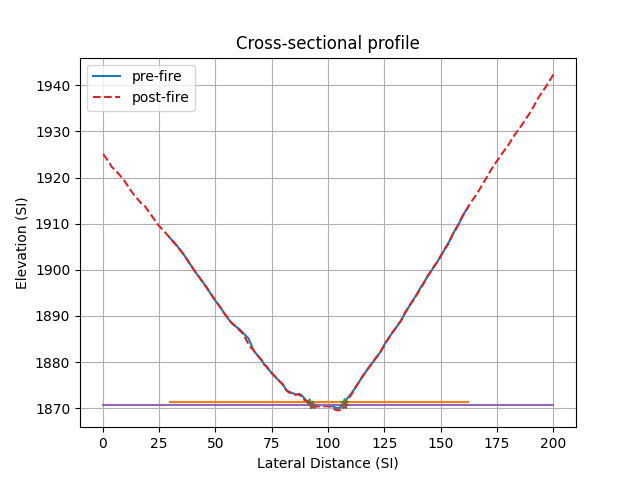 Cross-sectional profile
pre-fire
post-fire
1940
1930
1920
1910
1900
1890
1880
1870
Elevation (SI)
0 25 50 75 100 125 150 175 200
Lateral Distance (SI)